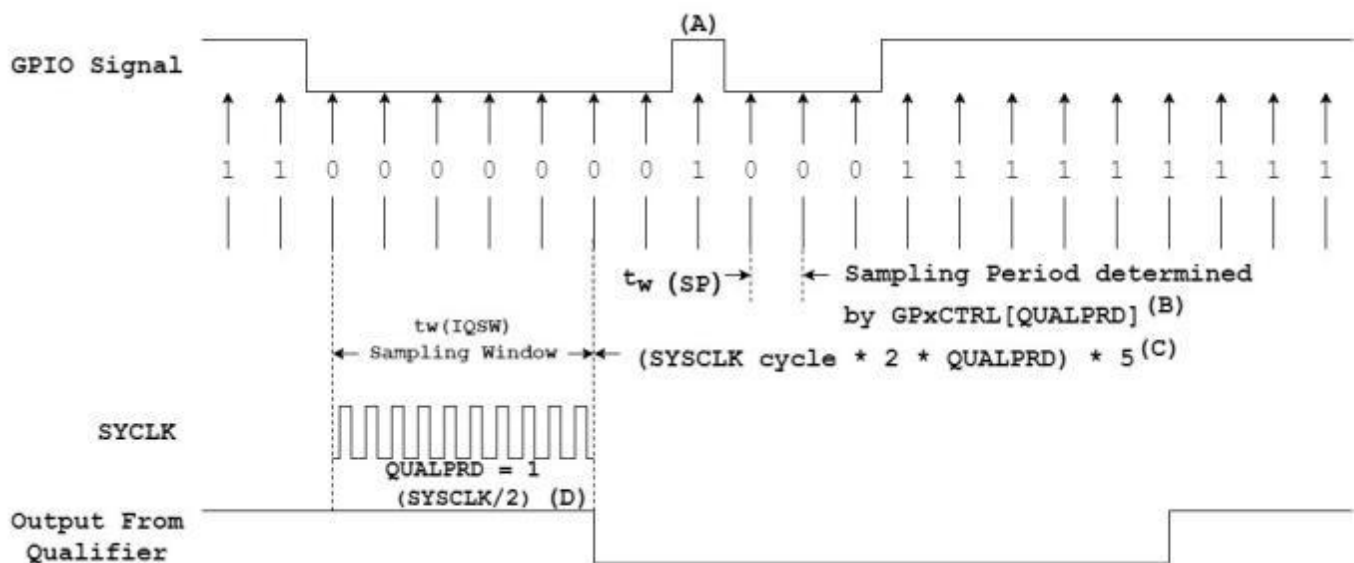 (A)
GPIO Signal
1 1 0 0 0 0 0 0 0 1 0 0 0 1 1 1 1 1 1 1 1 1
tw (SP)
Sampling Period determined
by GPxCTRL[QUALPRD] (B)
tw(IQSW)
Sampling Window
(SYSCLK cycle * 2 * QUALPRD) * 5 (C)
SYCLK
QUALPRD = 1
(SYSCLK/2) (D)
Output From
Qualifier